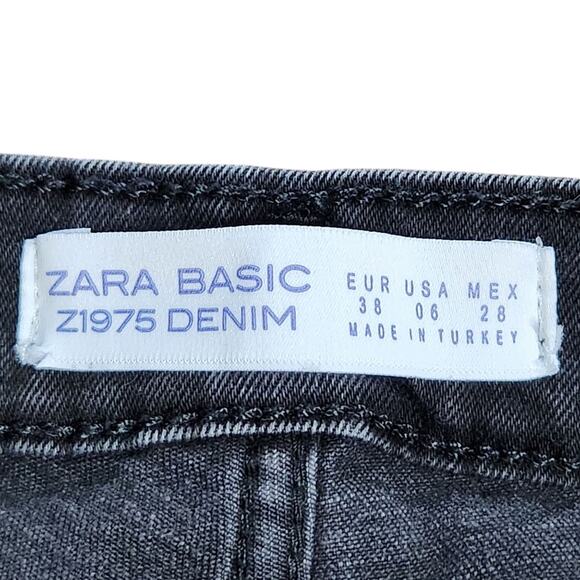 ZARA BASIC
Z1975 DENIM
EUR USA MEX
38 06 28
MADE IN TURKEY